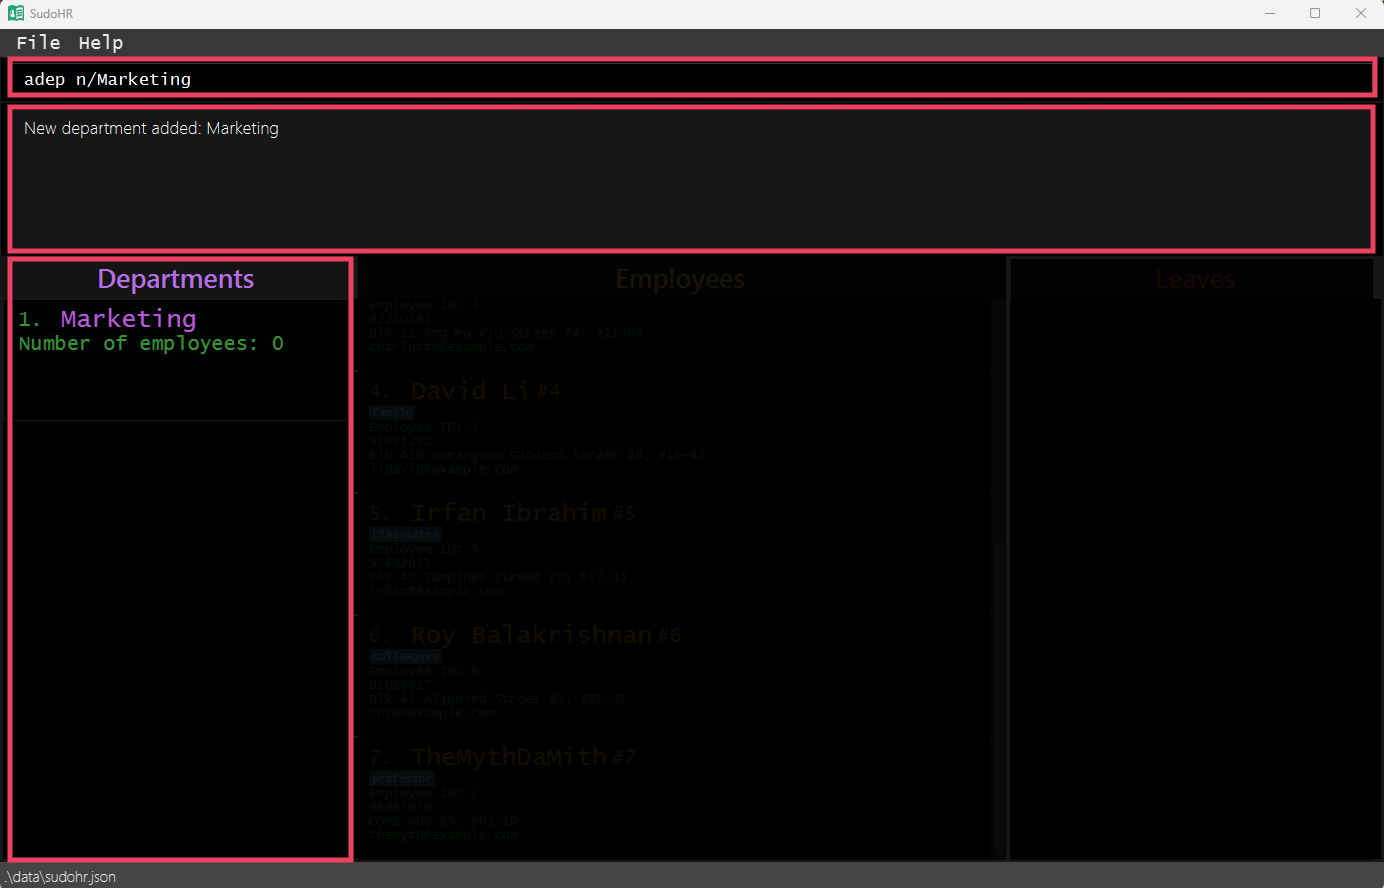 SudoHR
File Help
adep n/Marketing
New department added: Marketing
Departments
1. Marketing
Number of employees: 0
Employees
Employee ID: 3
93210283
Blk 11 Ang Mo Kio Street 74, #11-04
charlotte@example.com
4. David Li #4
family
Employee ID: 4
91031282
Blk 436 Serangoon Gardens Street 26, #16-43
lidavid@example.com
5. Irfan Ibrahim #5
classmates
Employee ID: 5
92492021
Blk 47 Tampines Street 20, #17-35
irfan@example.com
6. Roy Balakrishnan #6
colleagues
Employee ID: 6
92624417
Blk 45 Aljunied Street 85, #11-31
royb@example.com
7. TheMythDaMith #7
professor
Employee ID: 7
98987676
COM2 NUS 85, #03-10
themyth@example.com
Leaves
.\data\sudohr.json